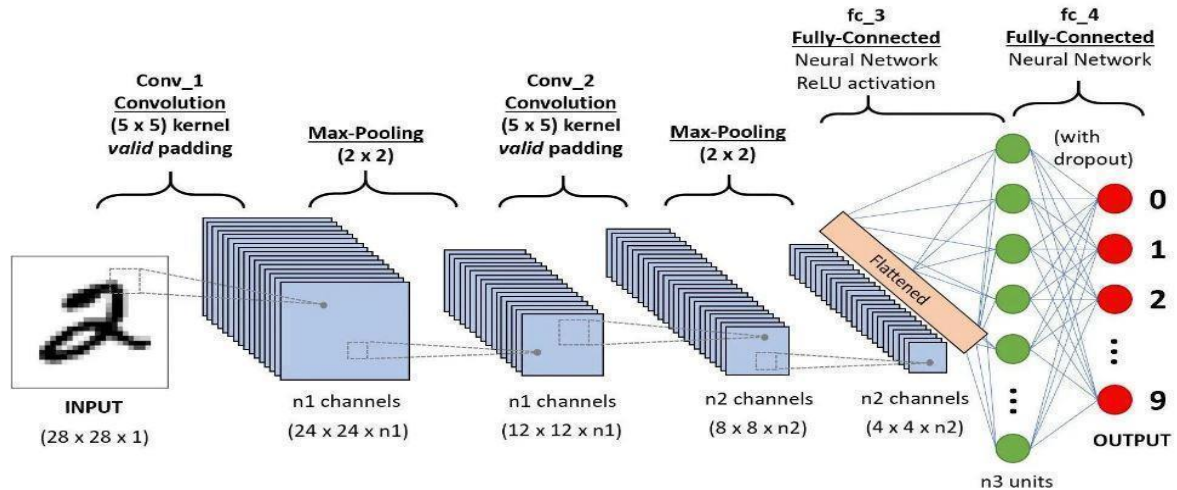 Conv_1
Convolution
(5 x 5) kernel
valid padding
Max-Pooling
(2 x 2)
Conv_2
Convolution
(5 x 5) kernel
valid padding
Max-Pooling
(2 x 2)
fc_3
Fully-Connected
Neural Network
ReLU activation
fc_4
Fully-Connected
Neural Network
(with
dropout)
Flattened
0
1
2
9
OUTPUT
2
INPUT
(28 x 28 x 1)
n1 channels
(24 x 24 x n1)
n1 channels
(12 x 12 x n1)
n2 channels
(8 x 8 x n2)
n2 channels
(4 x 4 x n2)
n3 units